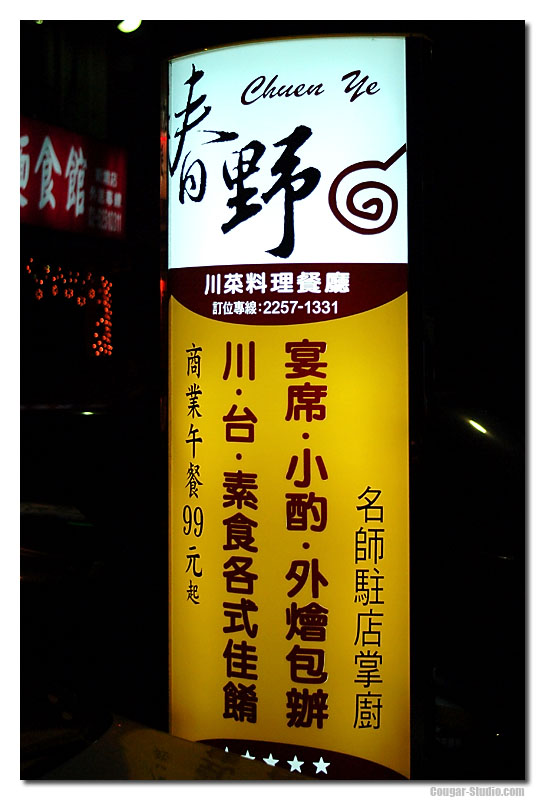 Chuen Ye
春野
川菜料理餐廳
訂位專線:2257-1331
名師駐店掌廚
宴席·小酌·外燴包辦
川·台·素食各式佳餚
商業午餐99元起
食館
Cougar-Studio.com